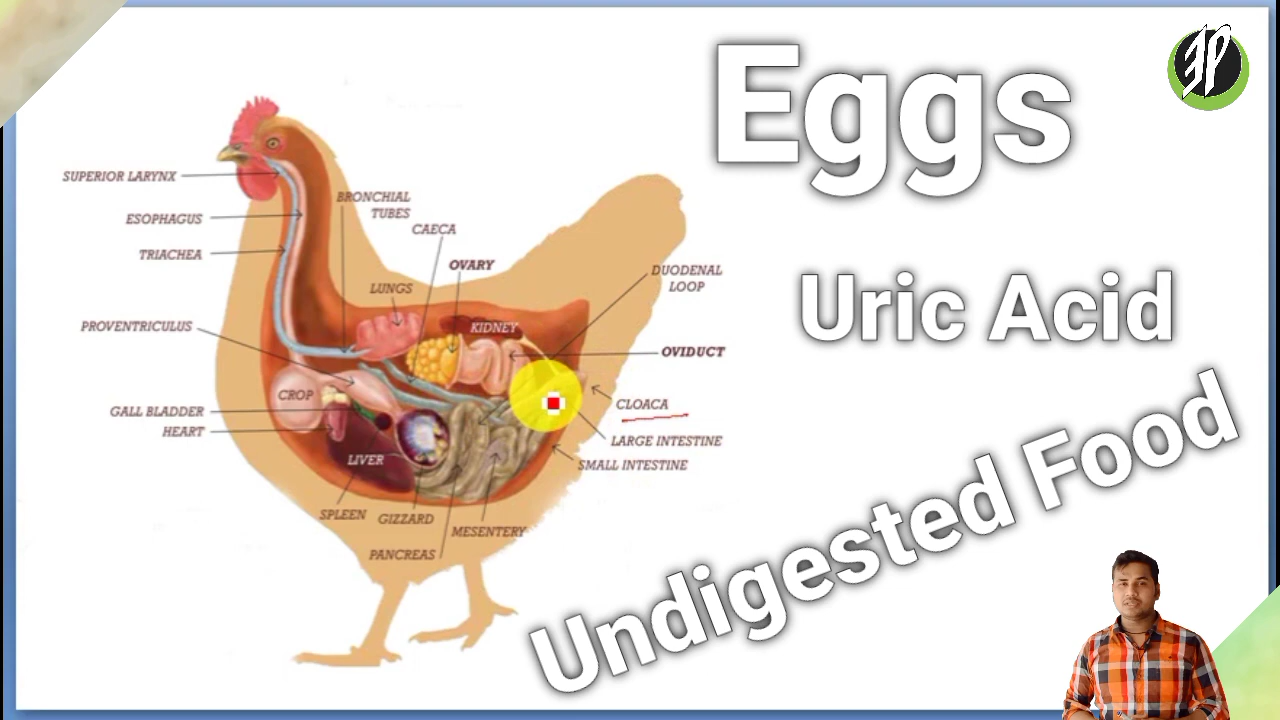 Eggs
Uric Acid
Undigested Food
SUPERIOR LARYNX
ESOPHAGUS
TRIACHEA
PROVENTRICULUS
GALL BLADDER
HEART
BRONCHIAL
TUBES
CAECA
OVARY
LUNGS
KIDNEY
DUODENAL
LOOP
OVIDUCT
CLOACA
LARGE INTESTINE
SMALL INTESTINE
CROP
LIVER
SPLEEN
GIZZARD
MESENTERY
PANCREAS